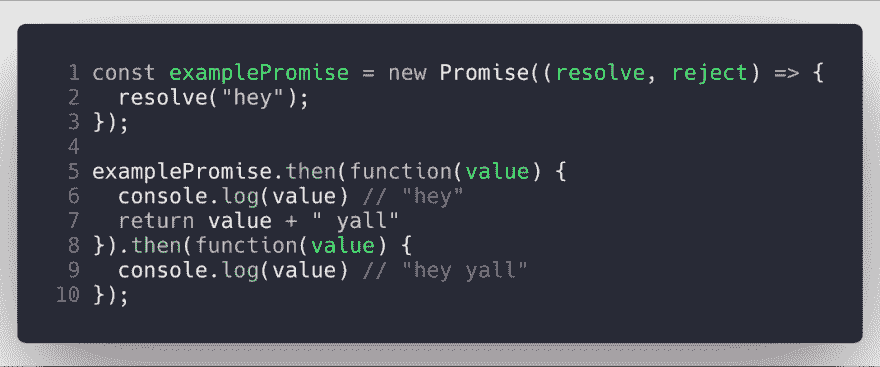 1 const examplePromise = new Promise((resolve, reject) => {
2   resolve("hey");
3 });
4
5 examplePromise.then(function(value) {
6   console.log(value) // "hey"
7   return value + " yall"
8 }).then(function(value) {
9   console.log(value) // "hey yall"
10 });